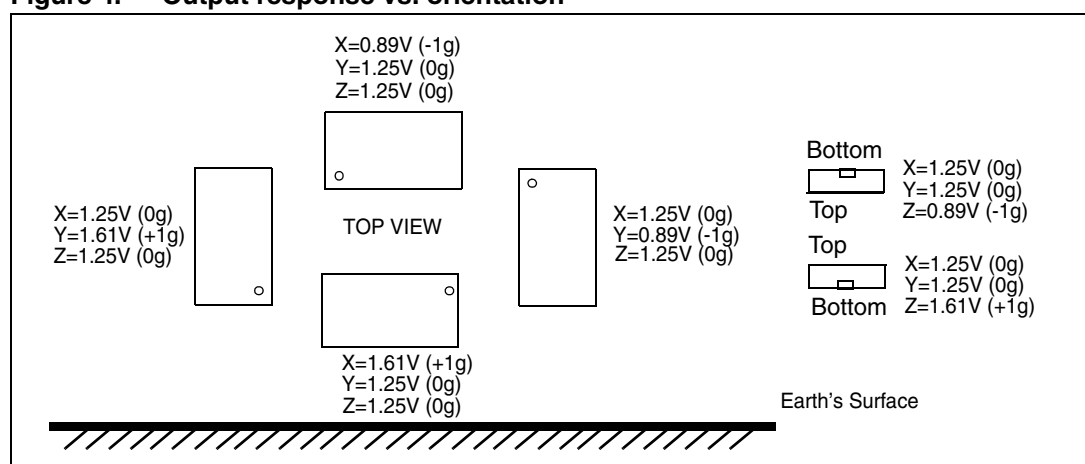 Figure 4. Output response vs. orientation
X=0.89V (-1g)
Y=1.25V (0g)
Z=1.25V (0g)
X=1.25V (0g)
Y=1.61V (+1g)
Z=1.25V (0g)
TOP VIEW
X=1.25V (0g)
Y=0.89V (-1g)
Z=1.25V (0g)
X=1.61V (+1g)
Y=1.25V (0g)
Z=1.25V (0g)
Bottom
Top
X=1.25V (0g)
Y=1.25V (0g)
Z=0.89V (-1g)
Top
Bottom
X=1.25V (0g)
Y=1.25V (0g)
Z=1.61V (+1g)
Earth's Surface